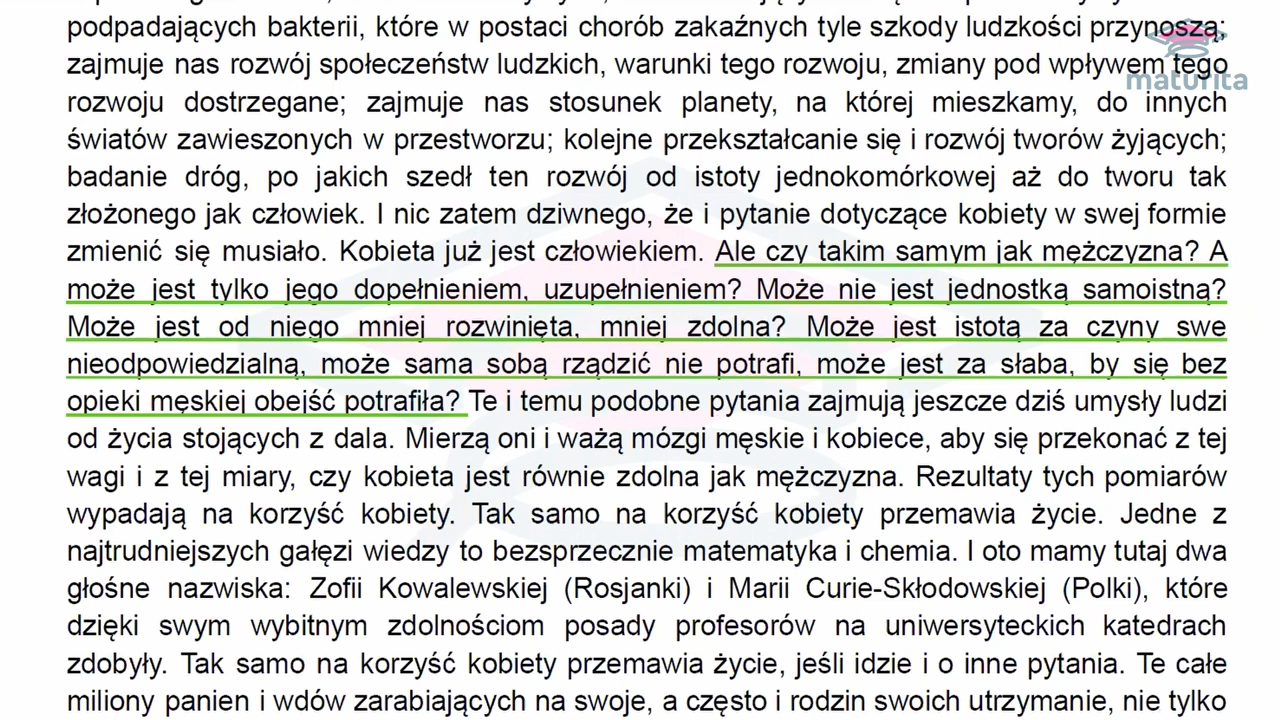 podpadających bakterii, które w postaci chorób zakaźnych tyle szkody ludzkości przynoszą;
zajmuje nas rozwój społeczeństw ludzkich, warunki tego rozwoju, zmiany pod wpływem tego
rozwoju dostrzegane; zajmuje nas stosunek planety, na której mieszkamy, do innych
światów zawieszonych w przestworzu; kolejne przekształcanie się i rozwój tworów żyjących;
badanie dróg, po jakich szedł ten rozwój od istoty jednokomórkowej aż do tworu tak
złożonego jak człowiek. I nic zatem dziwnego, że i pytanie dotyczące kobiety w swej formie
zmienić się musiało. Kobieta już jest człowiekiem. Ale czy takim samym jak mężczyzna? A
może jest tylko jego dopełnieniem, uzupełnieniem? Może nie jest jednostką samoistną?
Może jest od niego mniej rozwinięta, mniej zdolna? Może jest istotą za czyny swe
nieodpowiedzialną, może sama sobą rządzić nie potrafi, może jest za słaba, by się bez
opieki męskiej obejść potrafiła? Te i temu podobne pytania zajmują jeszcze dziś umysły ludzi
od życia stojących z dala. Mierzą oni i ważą mózgi męskie i kobiece, aby się przekonać z tej
wagi i z tej miary, czy kobieta jest równie zdolna jak mężczyzna. Rezultaty tych pomiarów
wypadają na korzyść kobiety. Tak samo na korzyść kobiety przemawia życie. Jedne z
najtrudniejszych gałęzi wiedzy to bezsprzecznie matematyka i chemia. I oto mamy tutaj dwa
głośne nazwiska: Zofii Kowalewskiej (Rosjanki) i Marii Curie-Skłodowskiej (Polki), które
dzięki swym wybitnym zdolnościom posady profesorów na uniwersyteckich katedrach
zdobyły. Tak samo na korzyść kobiety przemawia życie, jeśli idzie i o inne pytania. Te całe
miliony panien i wdów zarabiających na swoje, a często i rodzin swoich utrzymanie, nie tylko
maturita